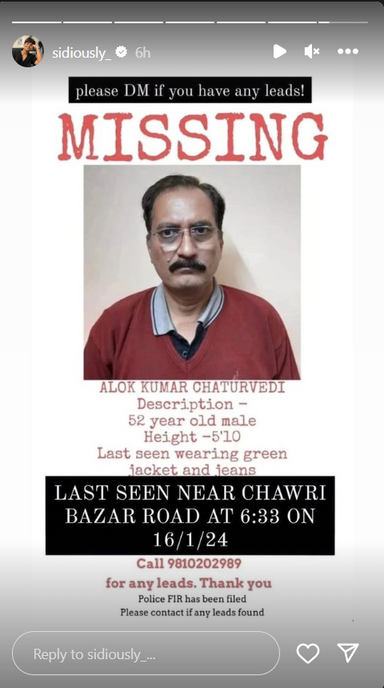 sidiously_ 6h
please DM if you have any leads!
MISSING
ALOK KUMAR CHATURVEDI
Description -
52 year old male
Height -5'10
Last seen wearing green
jacket and jeans
LAST SEEN NEAR CHAWRI
BAZAR ROAD AT 6:33 ON
16/1/24
Call 9810202989
for any leads. Thank you
Police FIR has been filed
Please contact if any leads found
Reply to sidiously_...